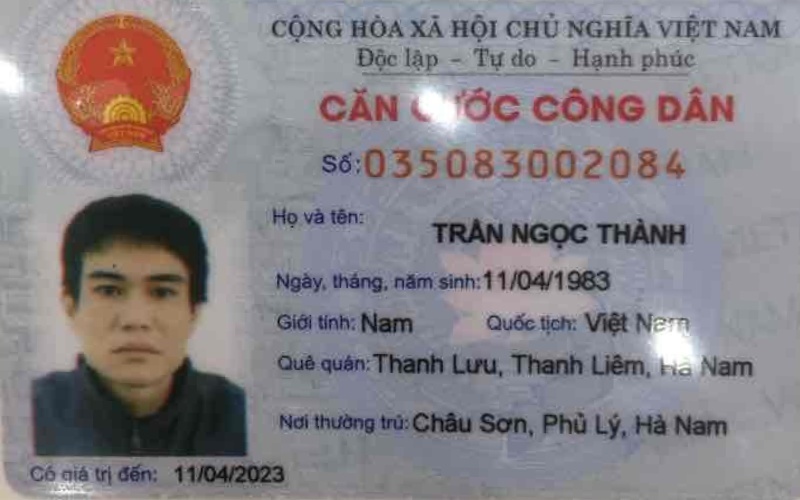 CỘNG HÒA XÃ HỘI CHỦ NGHĨA VIỆT NAM
Độc lập - Tự do - Hạnh phúc
CĂN CƯỚC CÔNG DÂN
Số: 035083002084
Họ và tên: TRẦN NGỌC THÀNH
Ngày, tháng, năm sinh: 11/04/1983
Giới tính: Nam Quốc tịch: Việt Nam
Quê quán: Thanh Lưu, Thanh Liêm, Hà Nam
Nơi thường trú: Châu Sơn, Phủ Lý, Hà Nam
Có giá trị đến: 11/04/2023